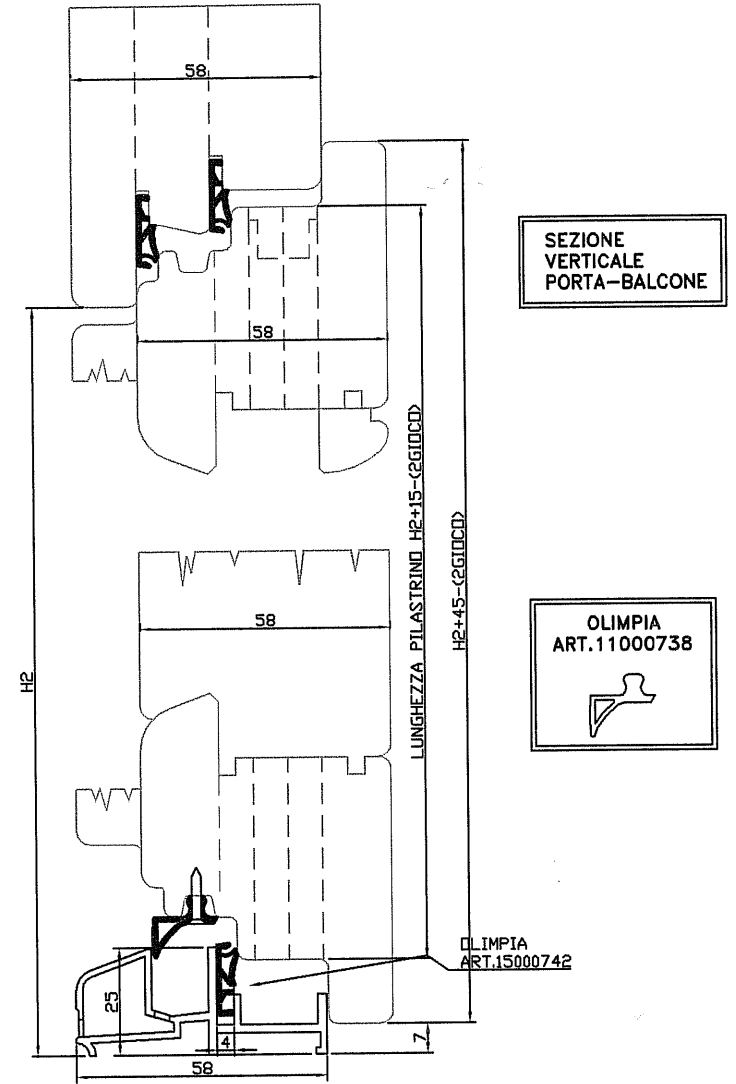 58
SEZIONE
VERTICALE
PORTA-BALCONE
58
LUNGHEZZA PILASTRINO H2+15-(2GIOCO)
H2+45-(2GIOCO)
H2
58
OLIMPIA
ART.11000738
OLIMPIA
ART.15000742
25
4
7
58